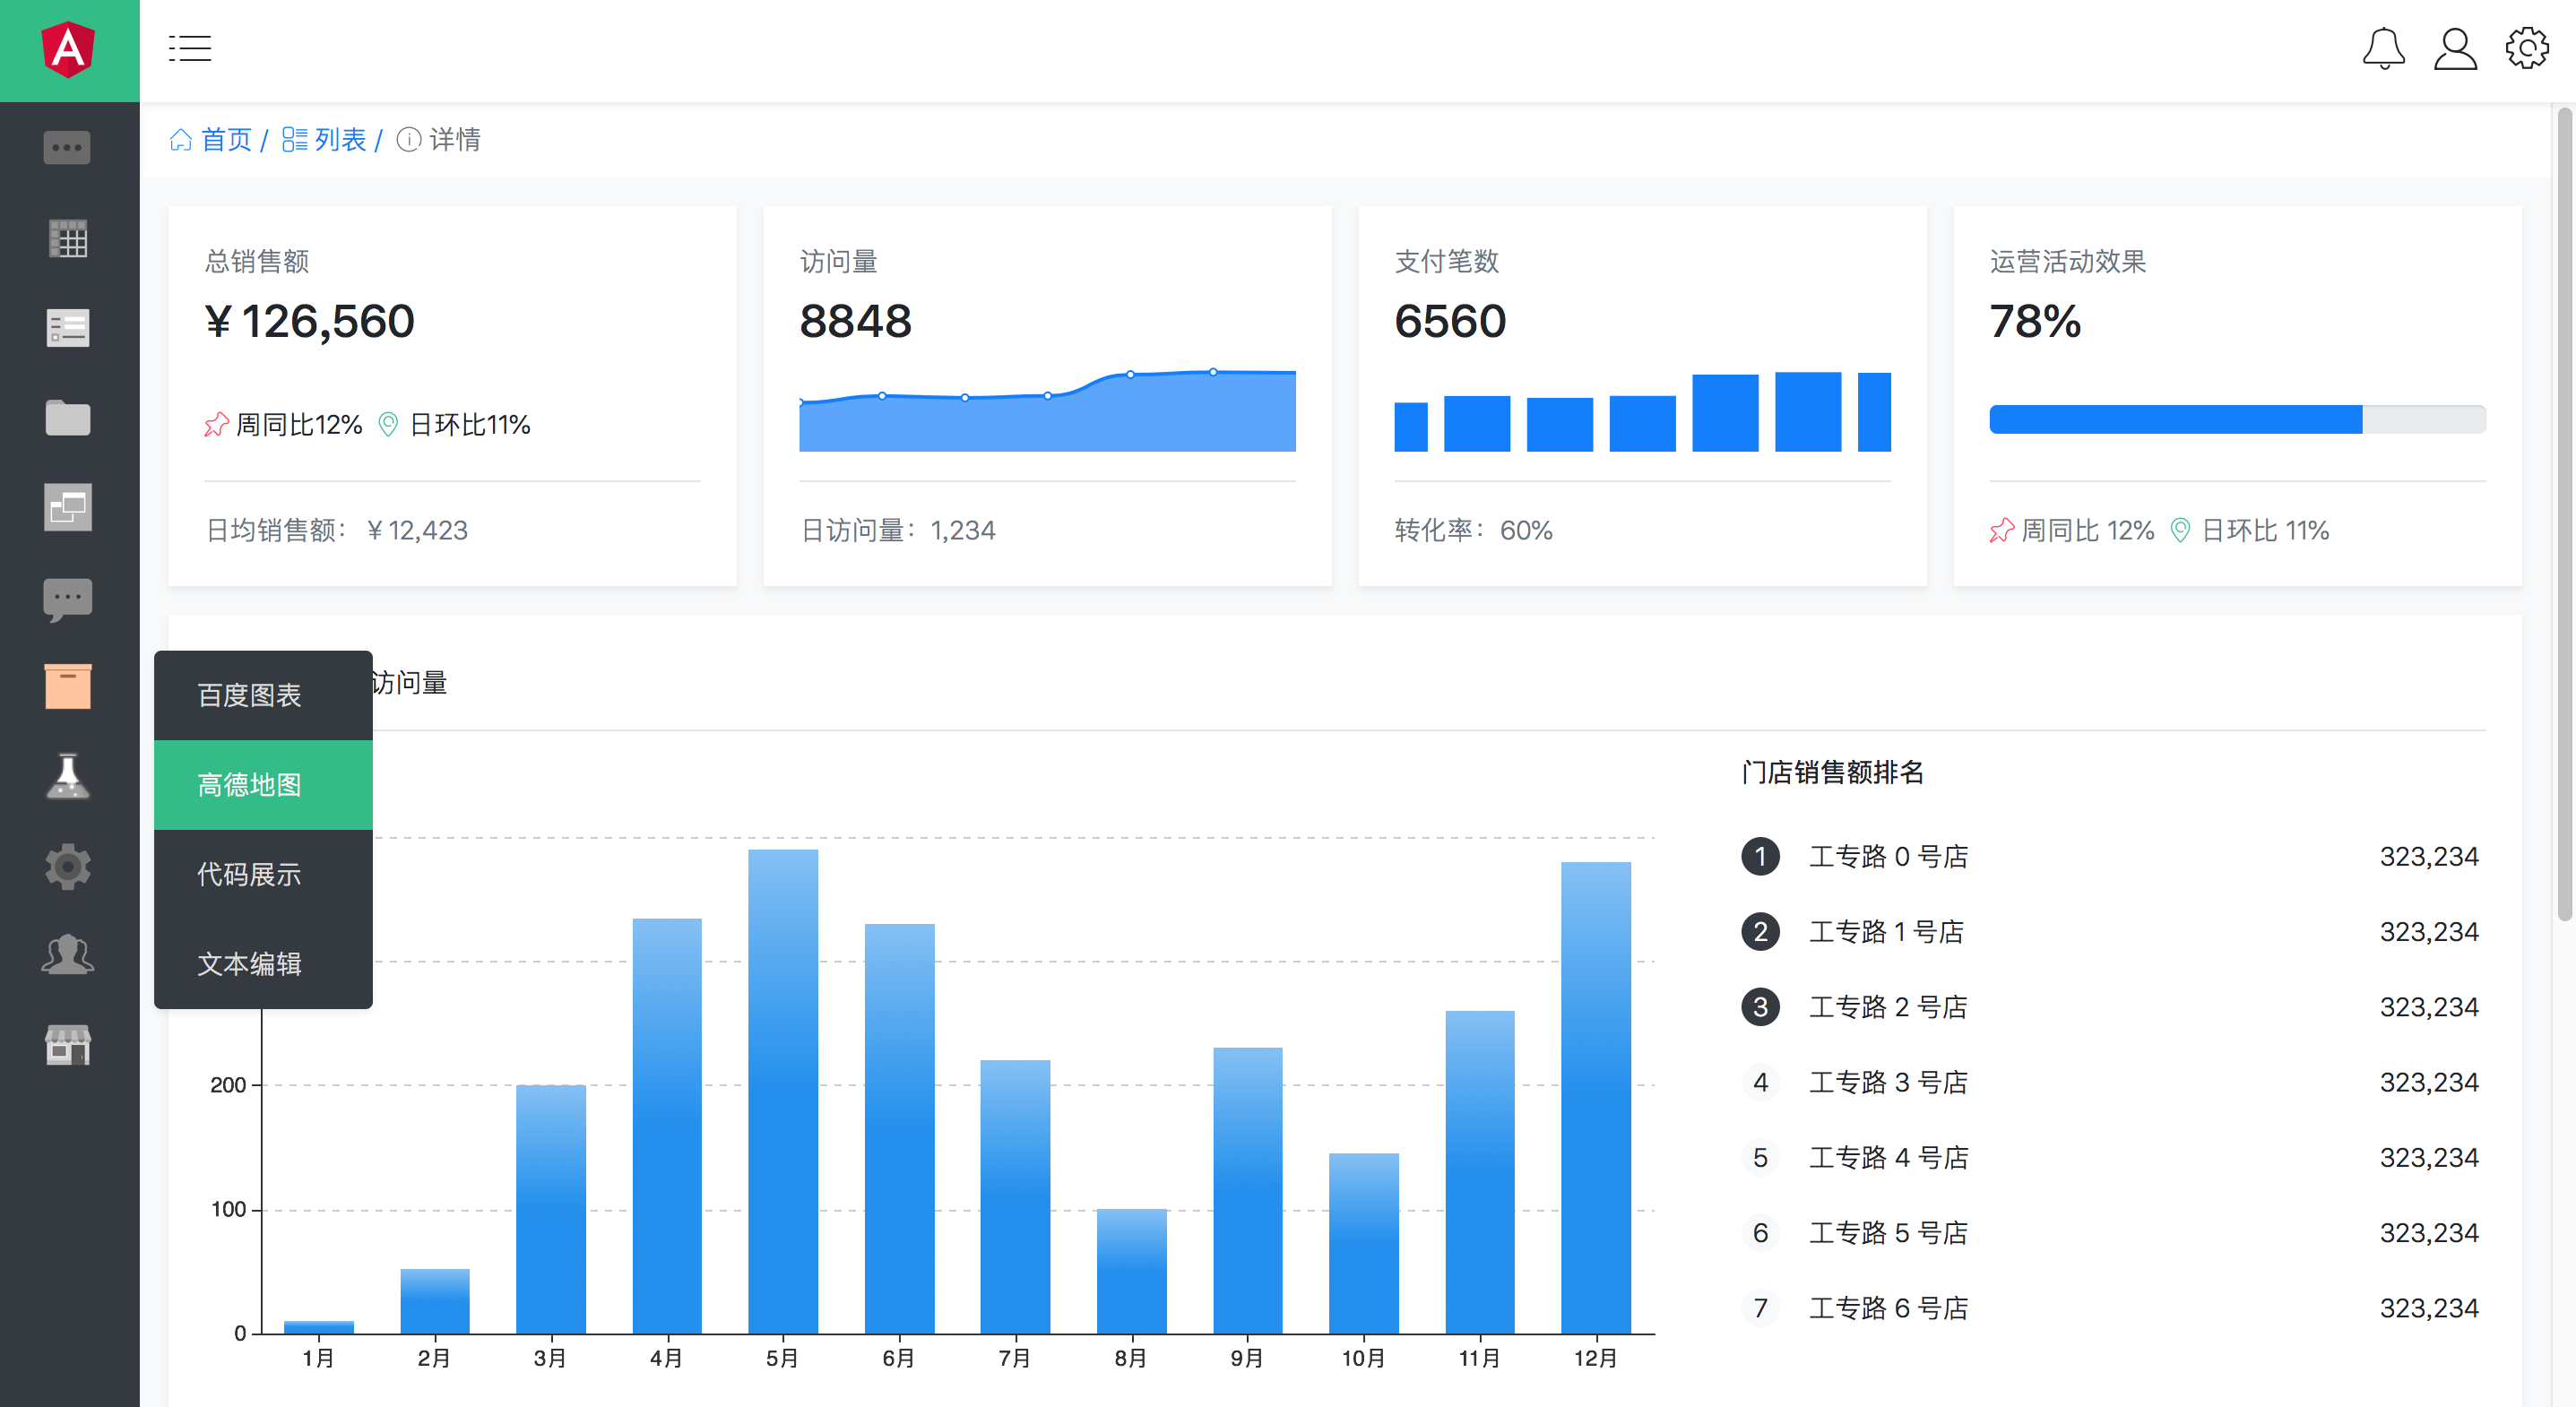 首页 / 列表 / 详情
总销售额
¥ 126,560
周同比12% 日环比11%
日均销售额： ¥ 12,423
访问量
8848
日访问量：1,234
支付笔数
6560
转化率：60%
运营活动效果
78%
周同比 12% 日环比 11%
百度图表
高德地图
代码展示
文本编辑
访问量
200
100
0
1月 2月 3月 4月 5月 6月 7月 8月 9月 10月 11月 12月
门店销售额排名
1 工专路 0 号店 323,234
2 工专路 1 号店 323,234
3 工专路 2 号店 323,234
4 工专路 3 号店 323,234
5 工专路 4 号店 323,234
6 工专路 5 号店 323,234
7 工专路 6 号店 323,234